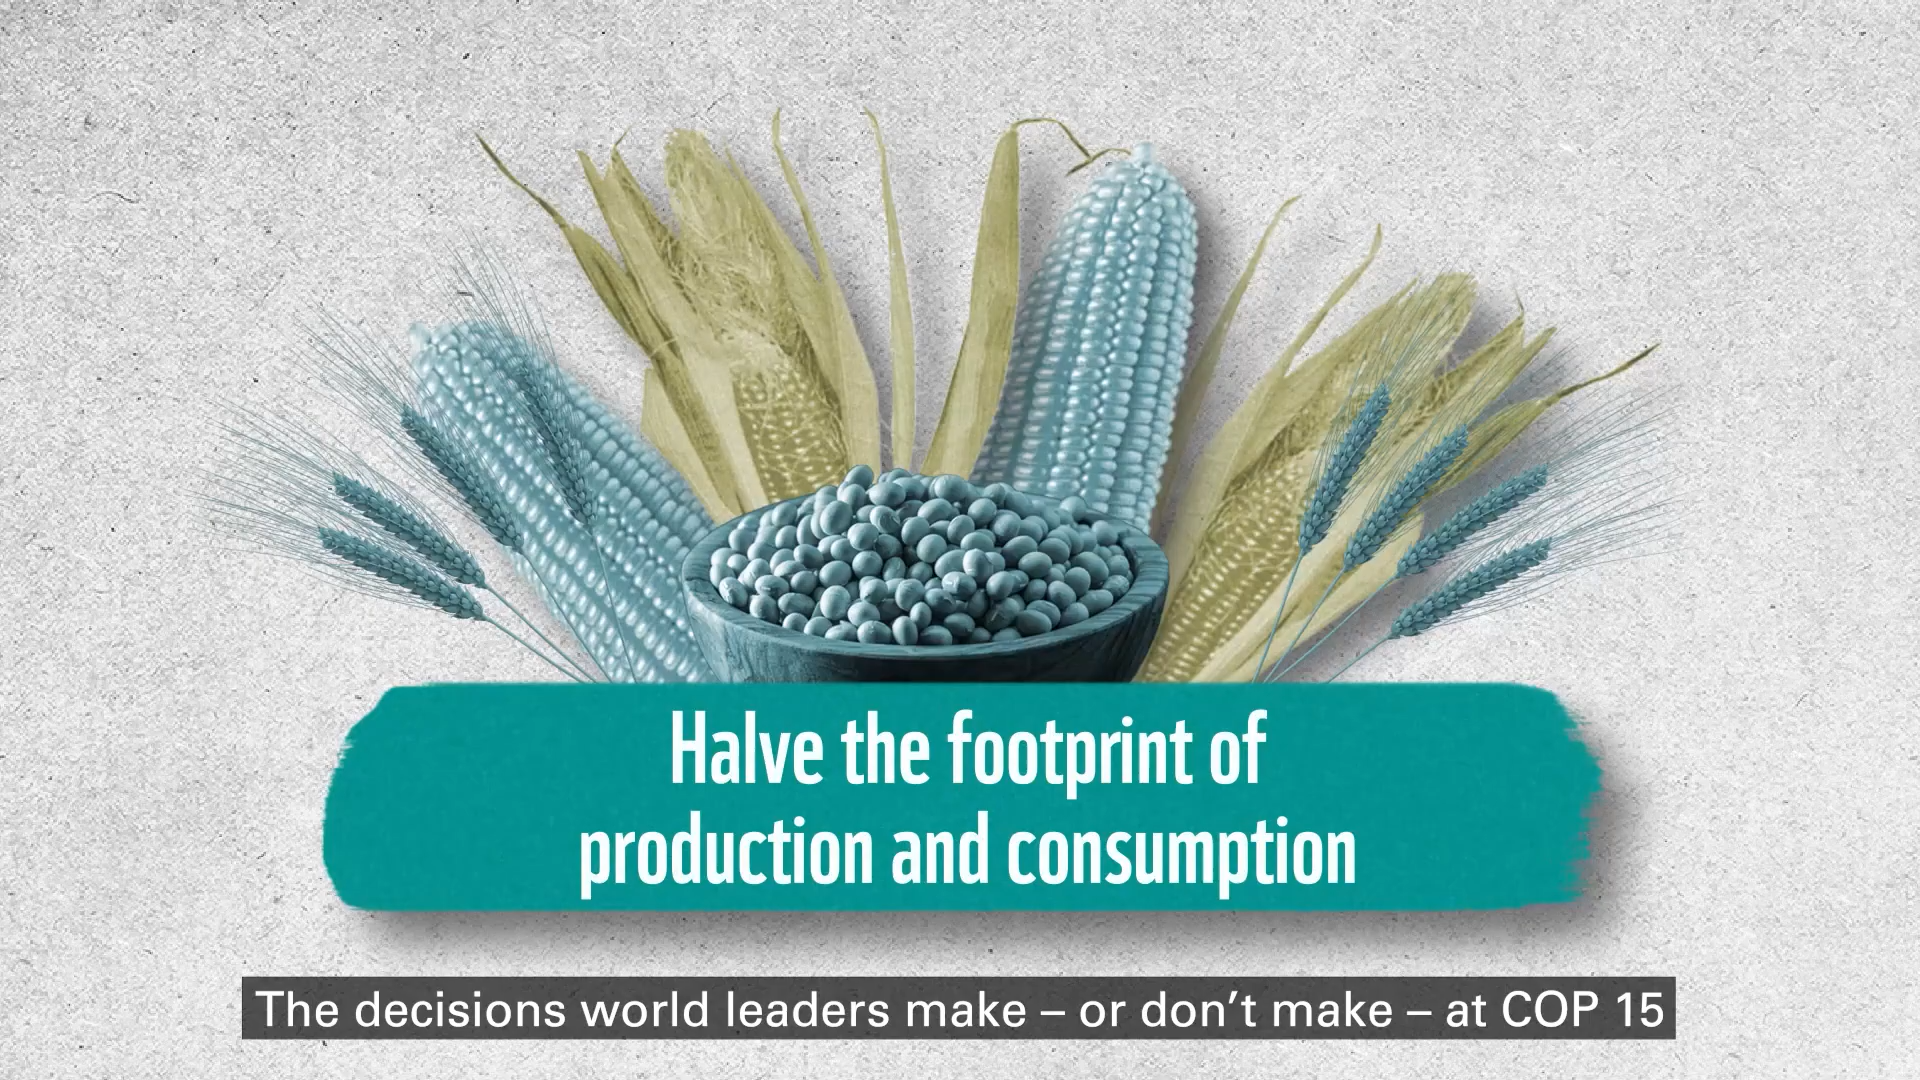 Halve the footprint of
production and consumption
The decisions world leaders make – or don’t make – at COP 15